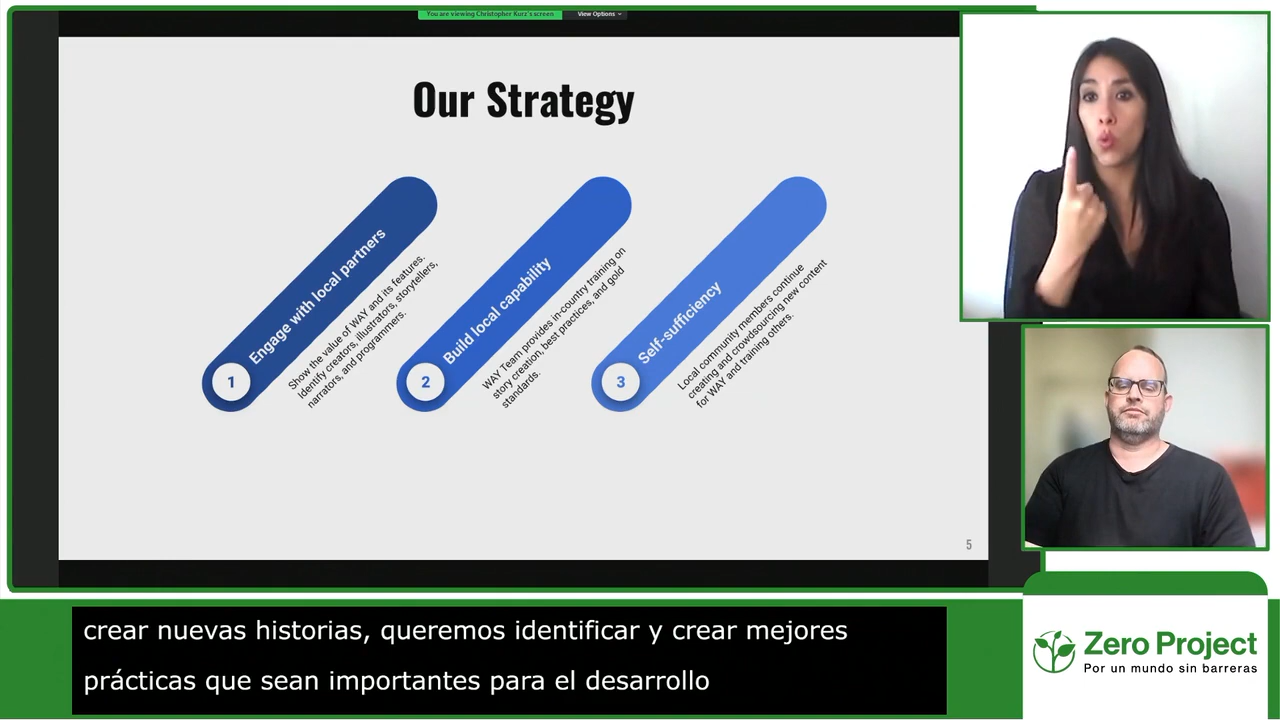 You are viewing Christopher Kurz's screen
View Options
Our Strategy
1
Engage with local partners
Show the value of WAY and its features.
Identify creators, illustrators, storytellers,
narrators, and programmers.
2
Build local capability
WAY Team provides in-country training on
story creation, best practices, and gold
standards.
3
Self-sufficiency
Local community members continue
creating and crowdsourcing new content
for WAY and training others.
5
crear nuevas historias, queremos identificar y crear mejores
prácticas que sean importantes para el desarrollo
Zero Project
Por un mundo sin barreras